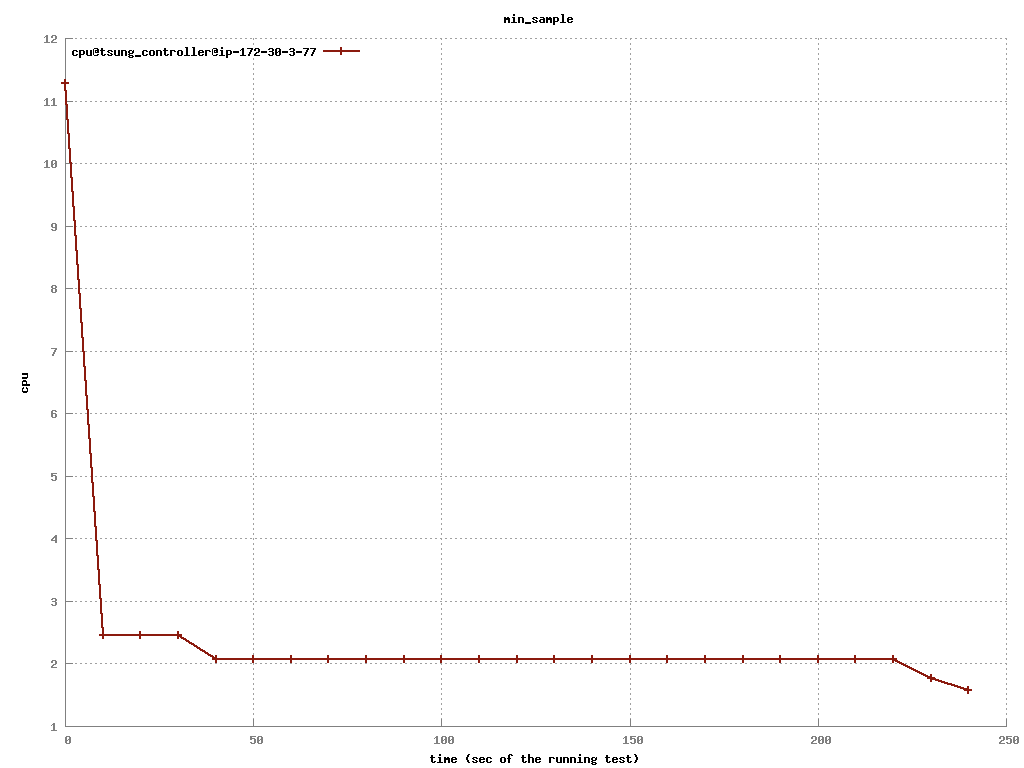 min_sample
cpu@tsung_controller@ip-172-30-3-77
12
11
10
9
8
7
6
5
4
3
2
1
cpu
0 50 100 150 200 250
time (sec of the running test)